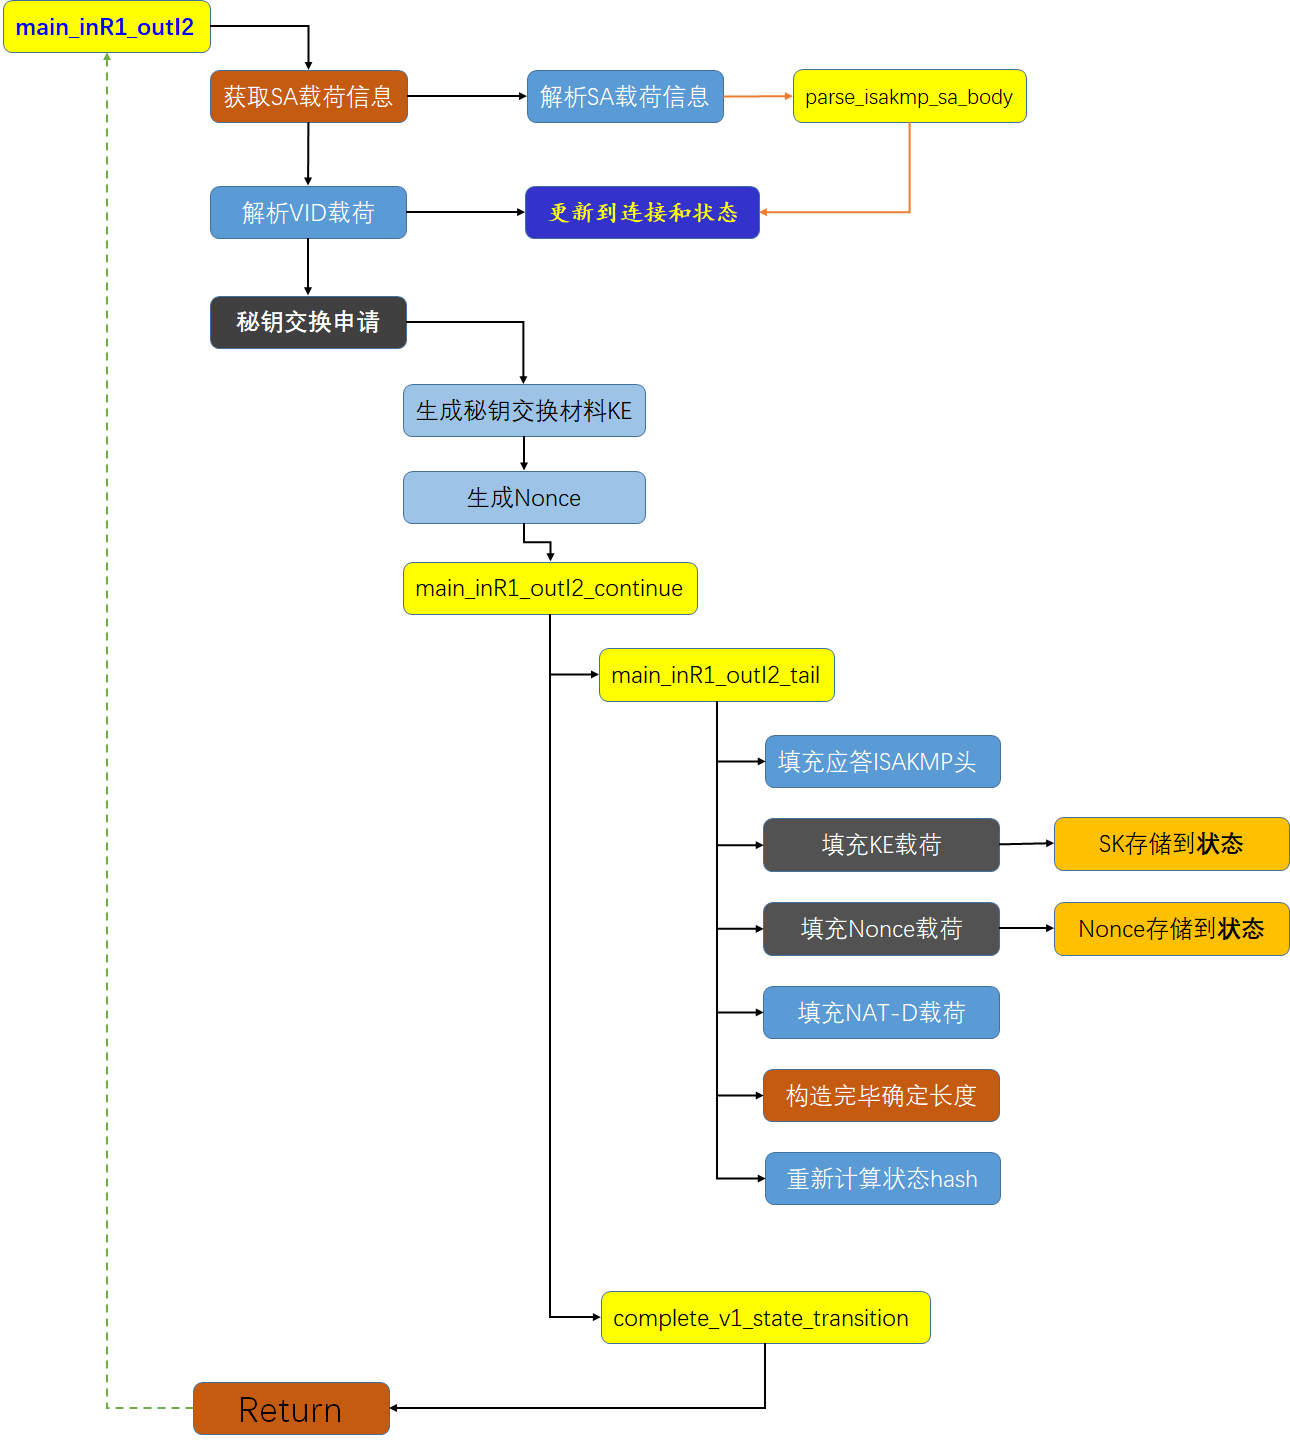 main_inR1_outI2
获取SA载荷信息
解析SA载荷信息
parse_isakmp_sa_body
解析VID载荷
更新到连接和状态
秘钥交换申请
生成秘钥交换材料KE
生成Nonce
main_inR1_outI2_continue
main_inR1_outI2_tail
填充应答ISAKMP头
填充KE载荷
SK存储到状态
填充Nonce载荷
Nonce存储到状态
填充NAT-D载荷
构造完毕确定长度
重新计算状态hash
complete_v1_state_transition
Return